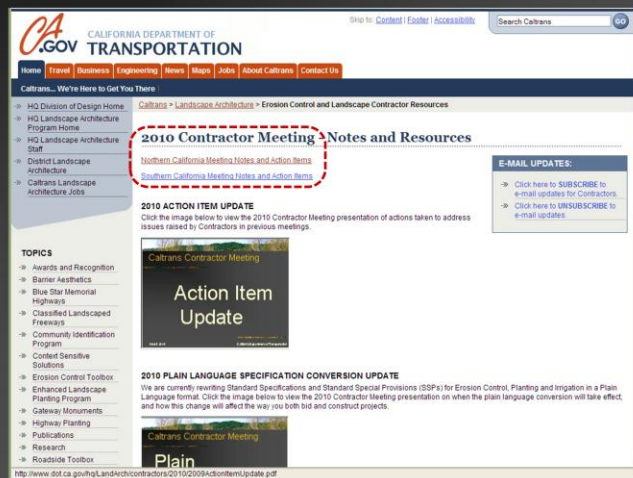 Skip to: Content | Footer | Accessibility
Search Caltrans
GO
CA
.GOV
CALIFORNIA DEPARTMENT OF
TRANSPORTATION
Home Travel Business Engineering News Maps Jobs About Caltrans Contact Us
Caltrans... We're Here to Get You There
HQ Division of Design Home
HQ Landscape Architecture
Program Home
HQ Landscape Architecture
Staff
District Landscape
Architecture
Caltrans Landscape
Architecture Jobs
TOPICS
Awards and Recognition
Barrier Aesthetics
Blue Star Memorial
Highways
Classified Landscaped
Freeways
Community Identification
Program
Context Sensitive
Solutions
Erosion Control Toolbox
Enhanced Landscape
Planting Program
Gateway Monuments
Highway Planting
Publications
Research
Roadside Toolbox
Caltrans > Landscape Architecture > Erosion Control and Landscape Contractor Resources
2010 Contractor Meeting - Notes and Resources
Northern California Meeting Notes and Action Items
Southern California Meeting Notes and Action Items
2010 ACTION ITEM UPDATE
Click the image below to view the 2010 Contractor Meeting presentation of actions taken to address
issues raised by Contractors in previous meetings.
Caltrans Contractor Meeting
Action Item
Update
2010 PLAIN LANGUAGE SPECIFICATION CONVERSION UPDATE
We are currently rewriting Standard Specifications and Standard Special Provisions (SSPs) for Erosion
Control, Planting and Irrigation in a Plain
Language format. Click the image below to view the 2010 Contractor Meeting presentation on when the plain language conversion will take effect,
and how this change will affect the way you both bid and construct projects.
Caltrans Contractor Meeting
Plain
E-MAIL UPDATES:
Click here to SUBSCRIBE to
e-mail updates for Contractors.
Click here to UNSUBSCRIBE to
e-mail updates.
http://www.dot.ca.gov/hq/LandArch/contractors/2010/2009ActionItemUpdate.pdf